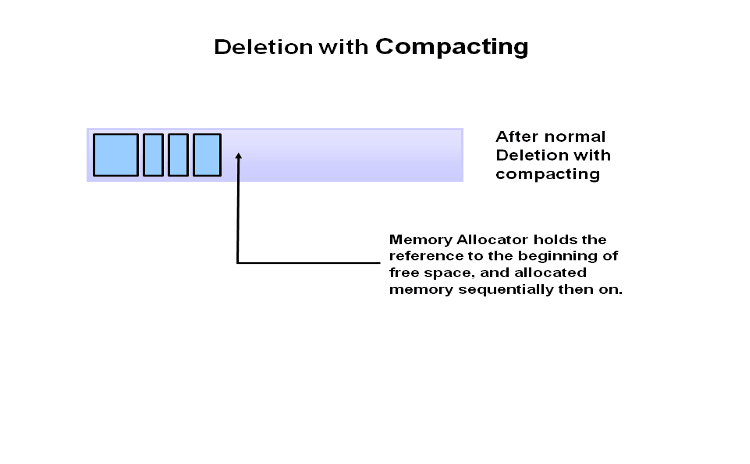 Deletion with Compacting
After normal
Deletion with
compacting
Memory Allocator holds the
reference to the beginning of
free space, and allocated
memory sequentially then on.